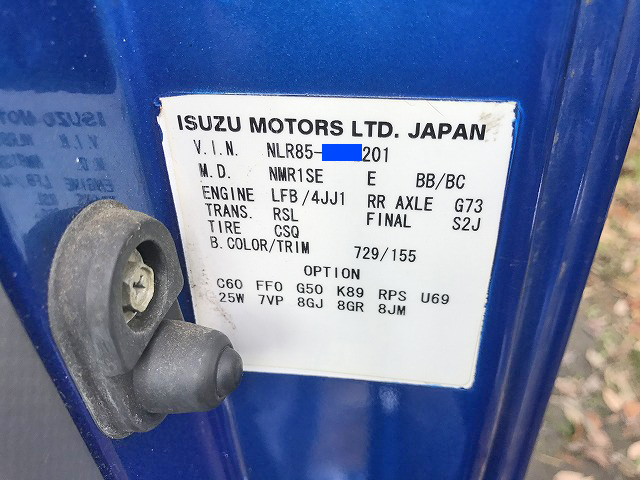 ISUZU MOTORS LTD. JAPAN
V.I.N. NLR85- 201
M.D. NMR1SE E BB/BC
ENGINE LFB/4JJ1 RR AXLE G73
TRANS. RSL FINAL S2J
TIRE CSQ
B.COLOR/TRIM 729/155
OPTION
C60 FF0 G50 K89 RPS U69
25W 7VP 8GJ 8GR 8JM